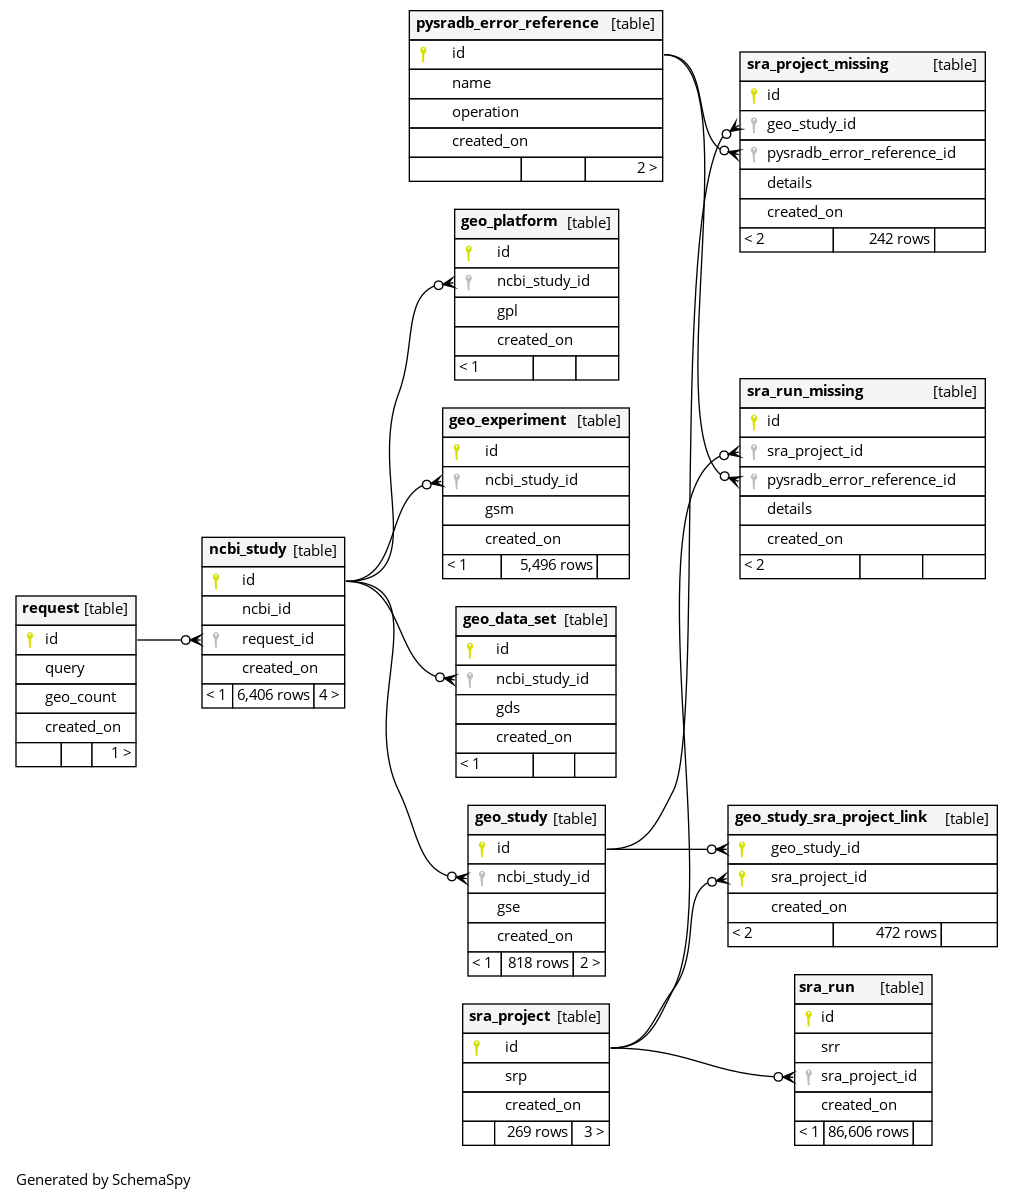 pysradb_error_reference [table]
id
name
operation
created_on
2 >
sra_project_missing [table]
id
geo_study_id
pysradb_error_reference_id
details
created_on
< 2 242 rows
geo_platform [table]
id
ncbi_study_id
gpl
created_on
< 1
sra_run_missing [table]
id
sra_project_id
pysradb_error_reference_id
details
created_on
< 2
geo_experiment [table]
id
ncbi_study_id
gsm
created_on
< 1 5,496 rows
ncbi_study [table]
id
ncbi_id
request_id
created_on
< 1 6,406 rows 4 >
request [table]
id
query
geo_count
created_on
1 >
geo_data_set [table]
id
ncbi_study_id
gds
created_on
< 1
geo_study [table]
id
ncbi_study_id
gse
created_on
< 1 818 rows 2 >
geo_study_sra_project_link [table]
geo_study_id
sra_project_id
created_on
< 2 472 rows
sra_project [table]
id
srp
created_on
269 rows 3 >
sra_run [table]
id
srr
sra_project_id
created_on
< 1 86,606 rows
Generated by SchemaSpy